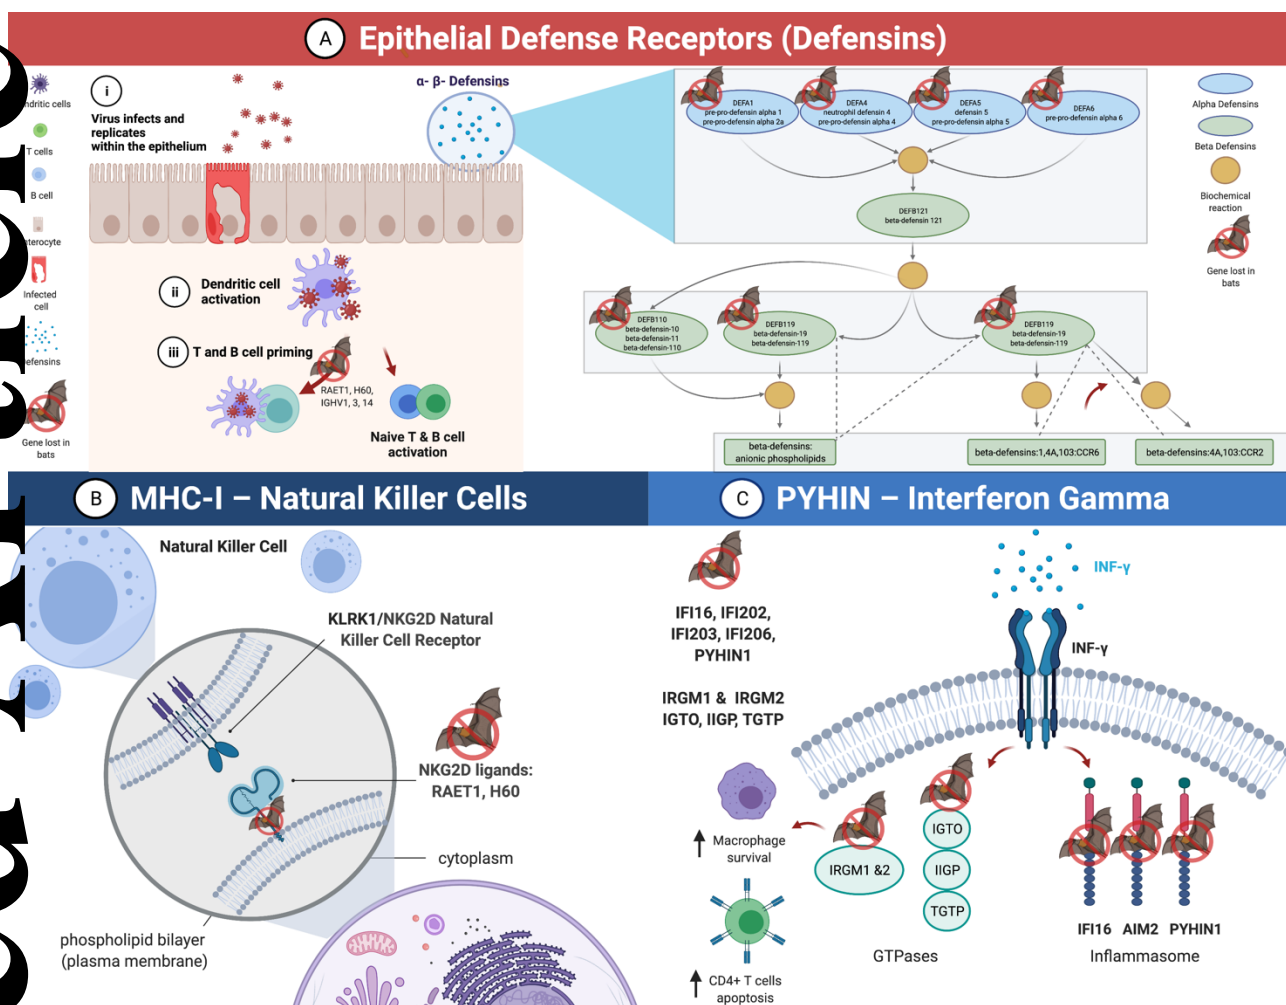 A Epithelial Defense Receptors (Defensins)
ndritic cells
T cells
B cell
terocyte
Infected
cell
efensins
Gene lost in
bats
i
Virus infects and
replicates
within the epithelium
α- β- Defensins
ii Dendritic cell
activation
iii T and B cell priming
RAET1, H60,
IGHV1, 3, 14
Naive T & B cell
activation
DEFA1
pre-pro-defensin alpha 1
pre-pro-defensin alpha 2a
DEFA4
neutrophil defensin 4
pre-pro-defensin alpha 4
DEFA5
defensin 5
pre-pro-defensin alpha 5
DEFA6
pre-pro-defensin alpha 6
DEFB121
beta-defensin 121
DEFB110
beta-defensin-10
beta-defensin-11
beta-defensin-110
DEFB119
beta-defensin-19
beta-defensin-119
DEFB119
beta-defensin-19
beta-defensin-119
beta-defensins:
anionic phospholipids
beta-defensins:1,4A,103:CCR6
beta-defensins:4A,103:CCR2
Alpha Defensins
Beta Defensins
Biochemical
reaction
Gene lost in
bats
B MHC-I – Natural Killer Cells
Natural Killer Cell
KLRK1/NKG2D Natural
Killer Cell Receptor
NKG2D ligands:
RAET1, H60
cytoplasm
phospholipid bilayer
(plasma membrane)
C PYHIN – Interferon Gamma
IFI16, IFI202,
IFI203, IFI206,
PYHIN1
IRGM1 & IRGM2
IGTO, IIGP, TGTP
INF-γ
INF-γ
Macrophage
survival
CD4+ T cells
apoptosis
IRGM1 &2
IGTO
IIGP
TGTP
GTPases
IFI16 AIM2 PYHIN1
Inflammasome